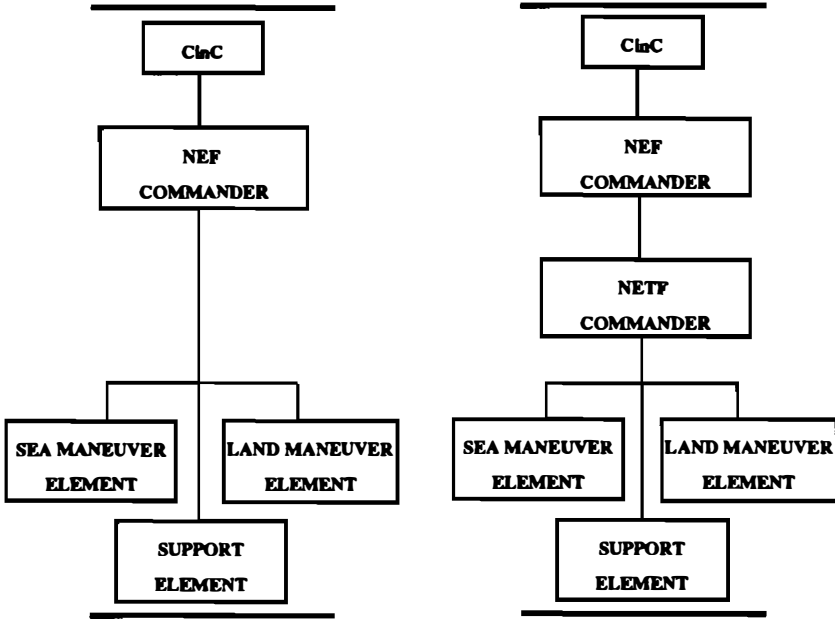 CinC
NEF
COMMANDER
SEA MANEUVER
ELEMENT
LAND MANEUVER
ELEMENT
SUPPORT
ELEMENT
CinC
NEF
COMMANDER
NETF
COMMANDER
SEA MANEUVER
ELEMENT
LAND MANEUVER
ELEMENT
SUPPORT
ELEMENT